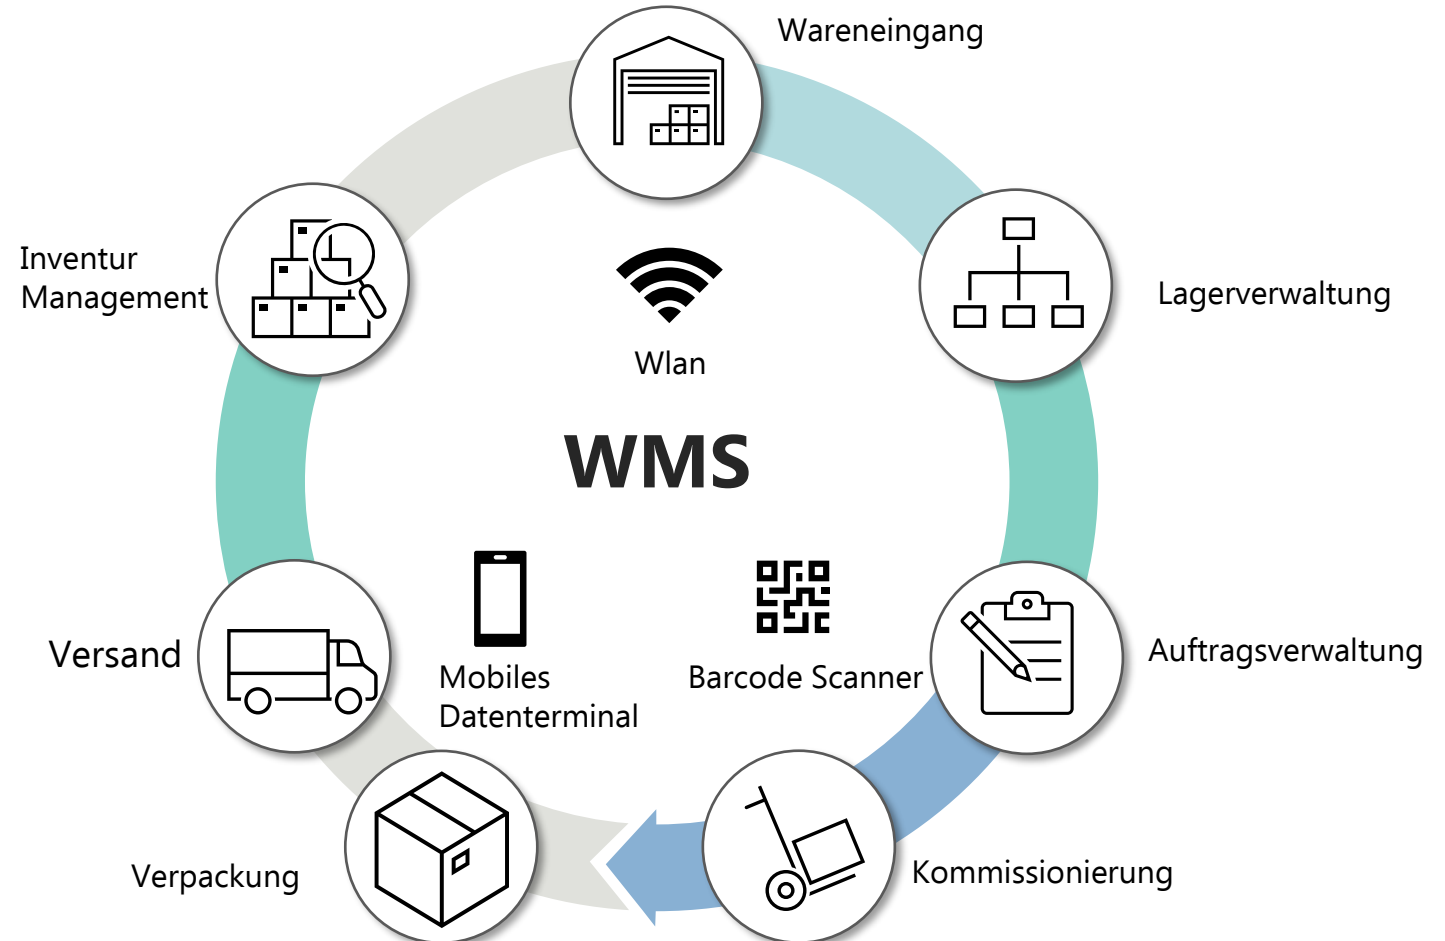 Wareneingang
Inventur
Management
Lagerverwaltung
Wlan
WMS
Versand
Mobiles
Datenterminal
Barcode Scanner
Auftragsverwaltung
Verpackung
Kommissionierung